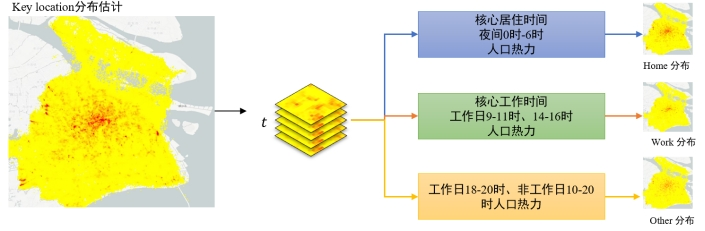 Key location分布估计
t
核心居住时间
夜间0时-6时
人口热力
Home 分布
核心工作时间
工作日9-11时、14-16时
人口热力
Work 分布
工作日18-20时、非工作日10-20
时人口热力
Other 分布